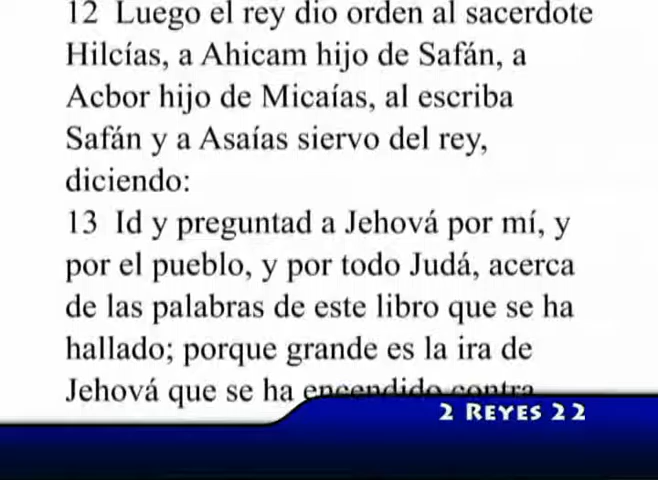 12 Luego el rey dio orden al sacerdote
Hilcías, a Ahicam hijo de Safán, a
Acbor hijo de Micaías, al escriba
Safán y a Asaías siervo del rey,
diciendo:
13 Id y preguntad a Jehová por mí, y
por el pueblo, y por todo Judá, acerca
de las palabras de este libro que se ha
hallado; porque grande es la ira de
Jehová que se ha encendido contra
2 REYES 22